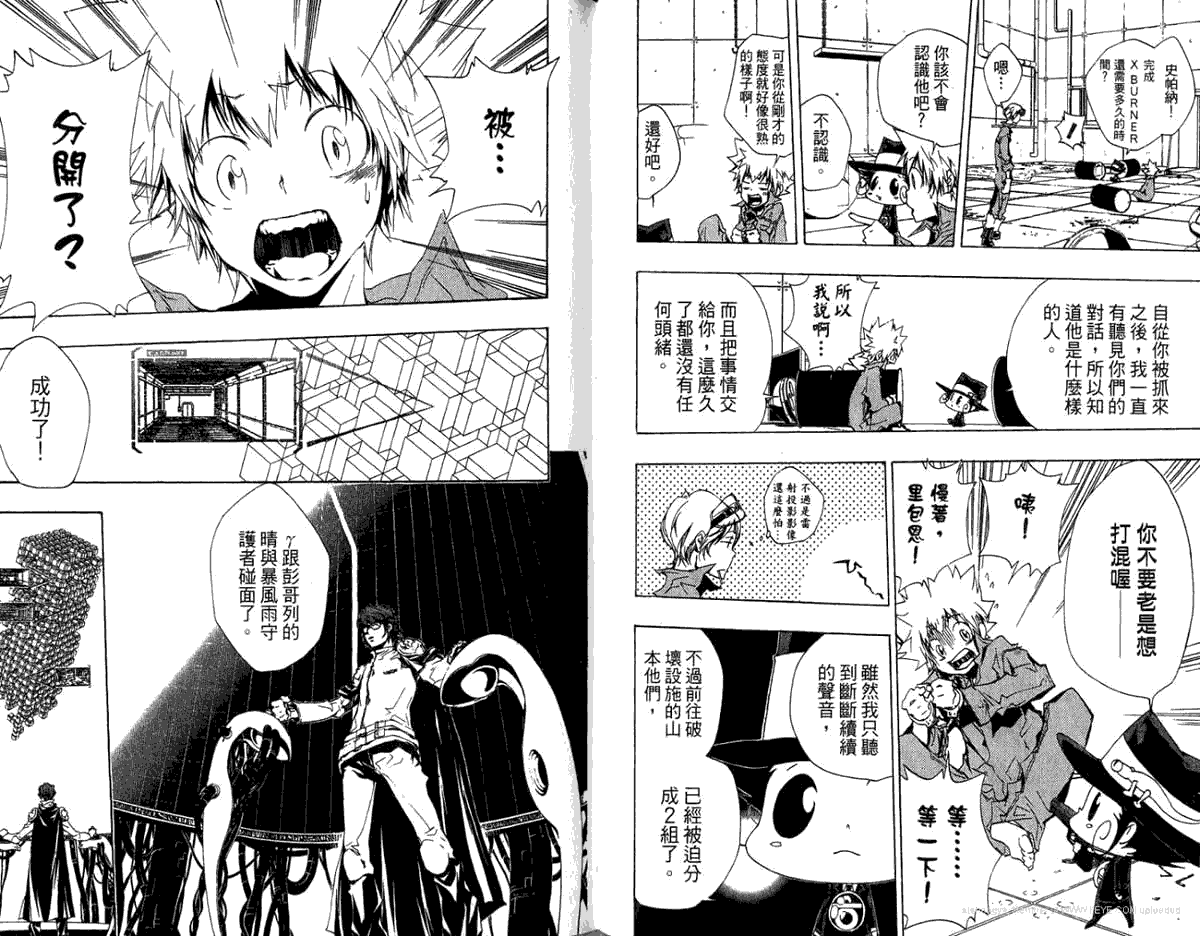 史帕納！
完成
X BURNER
還需要多久的時
間？
嗯…
你該不會
認識他吧？
不認識。
可是你從剛才的
態度就好像很熟
的樣子啊！
還好吧。
自從你被抓來
之後，我一直
有聽見你們的
對話，所以知
道他是什麼樣
的人。
所以
我說啊…
而且把事情交
給你，這麼久
了都還沒有任
何頭緒。
你不要老是想
打混喔——
咦！
慢著，
里包恩！
等……
等一下！
不過是雷
射投影影像
還這麼怕…
雖然我只聽
到斷斷續續
的聲音，
不過前往破
壞設施的山
本他們，
已經被迫分
成2組了。
被…
分開了？
成功了！
γ跟彭哥列的
晴與暴風雨守
護者碰面了。